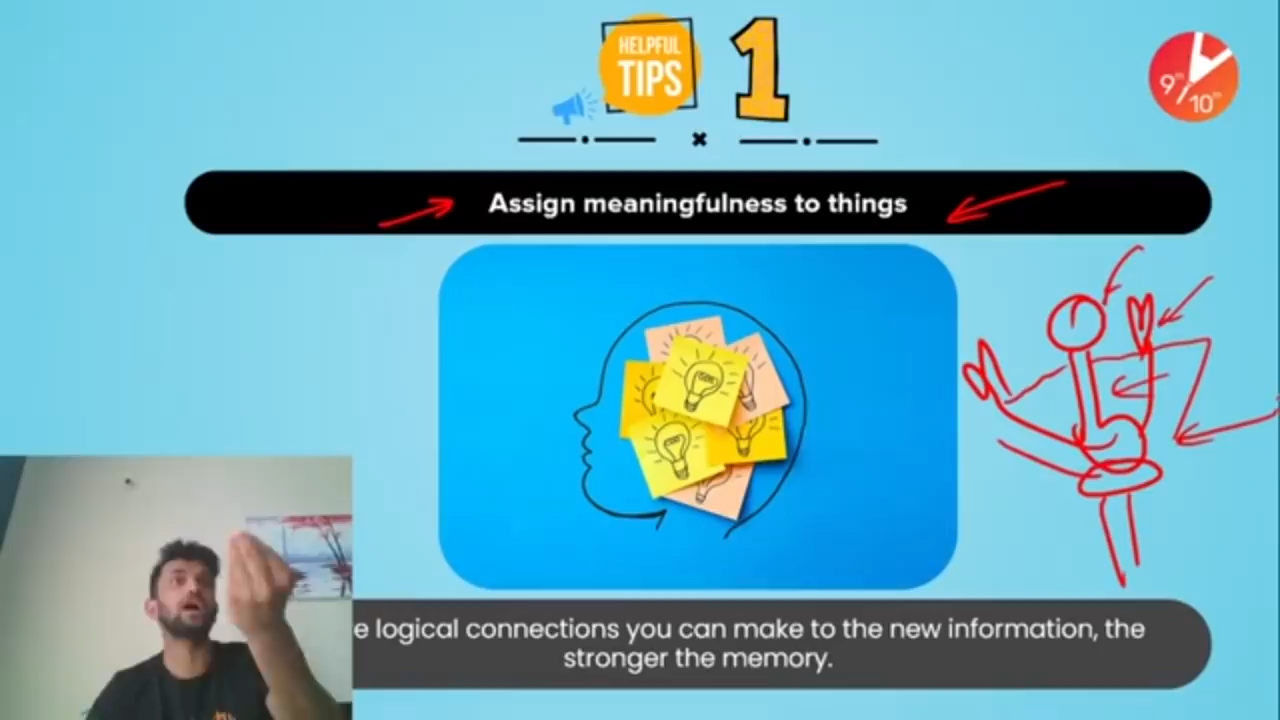 HELPFUL
TIPS
1
9th
10th
Assign meaningfulness to things
e logical connections you can make to the new information, the
stronger the memory.